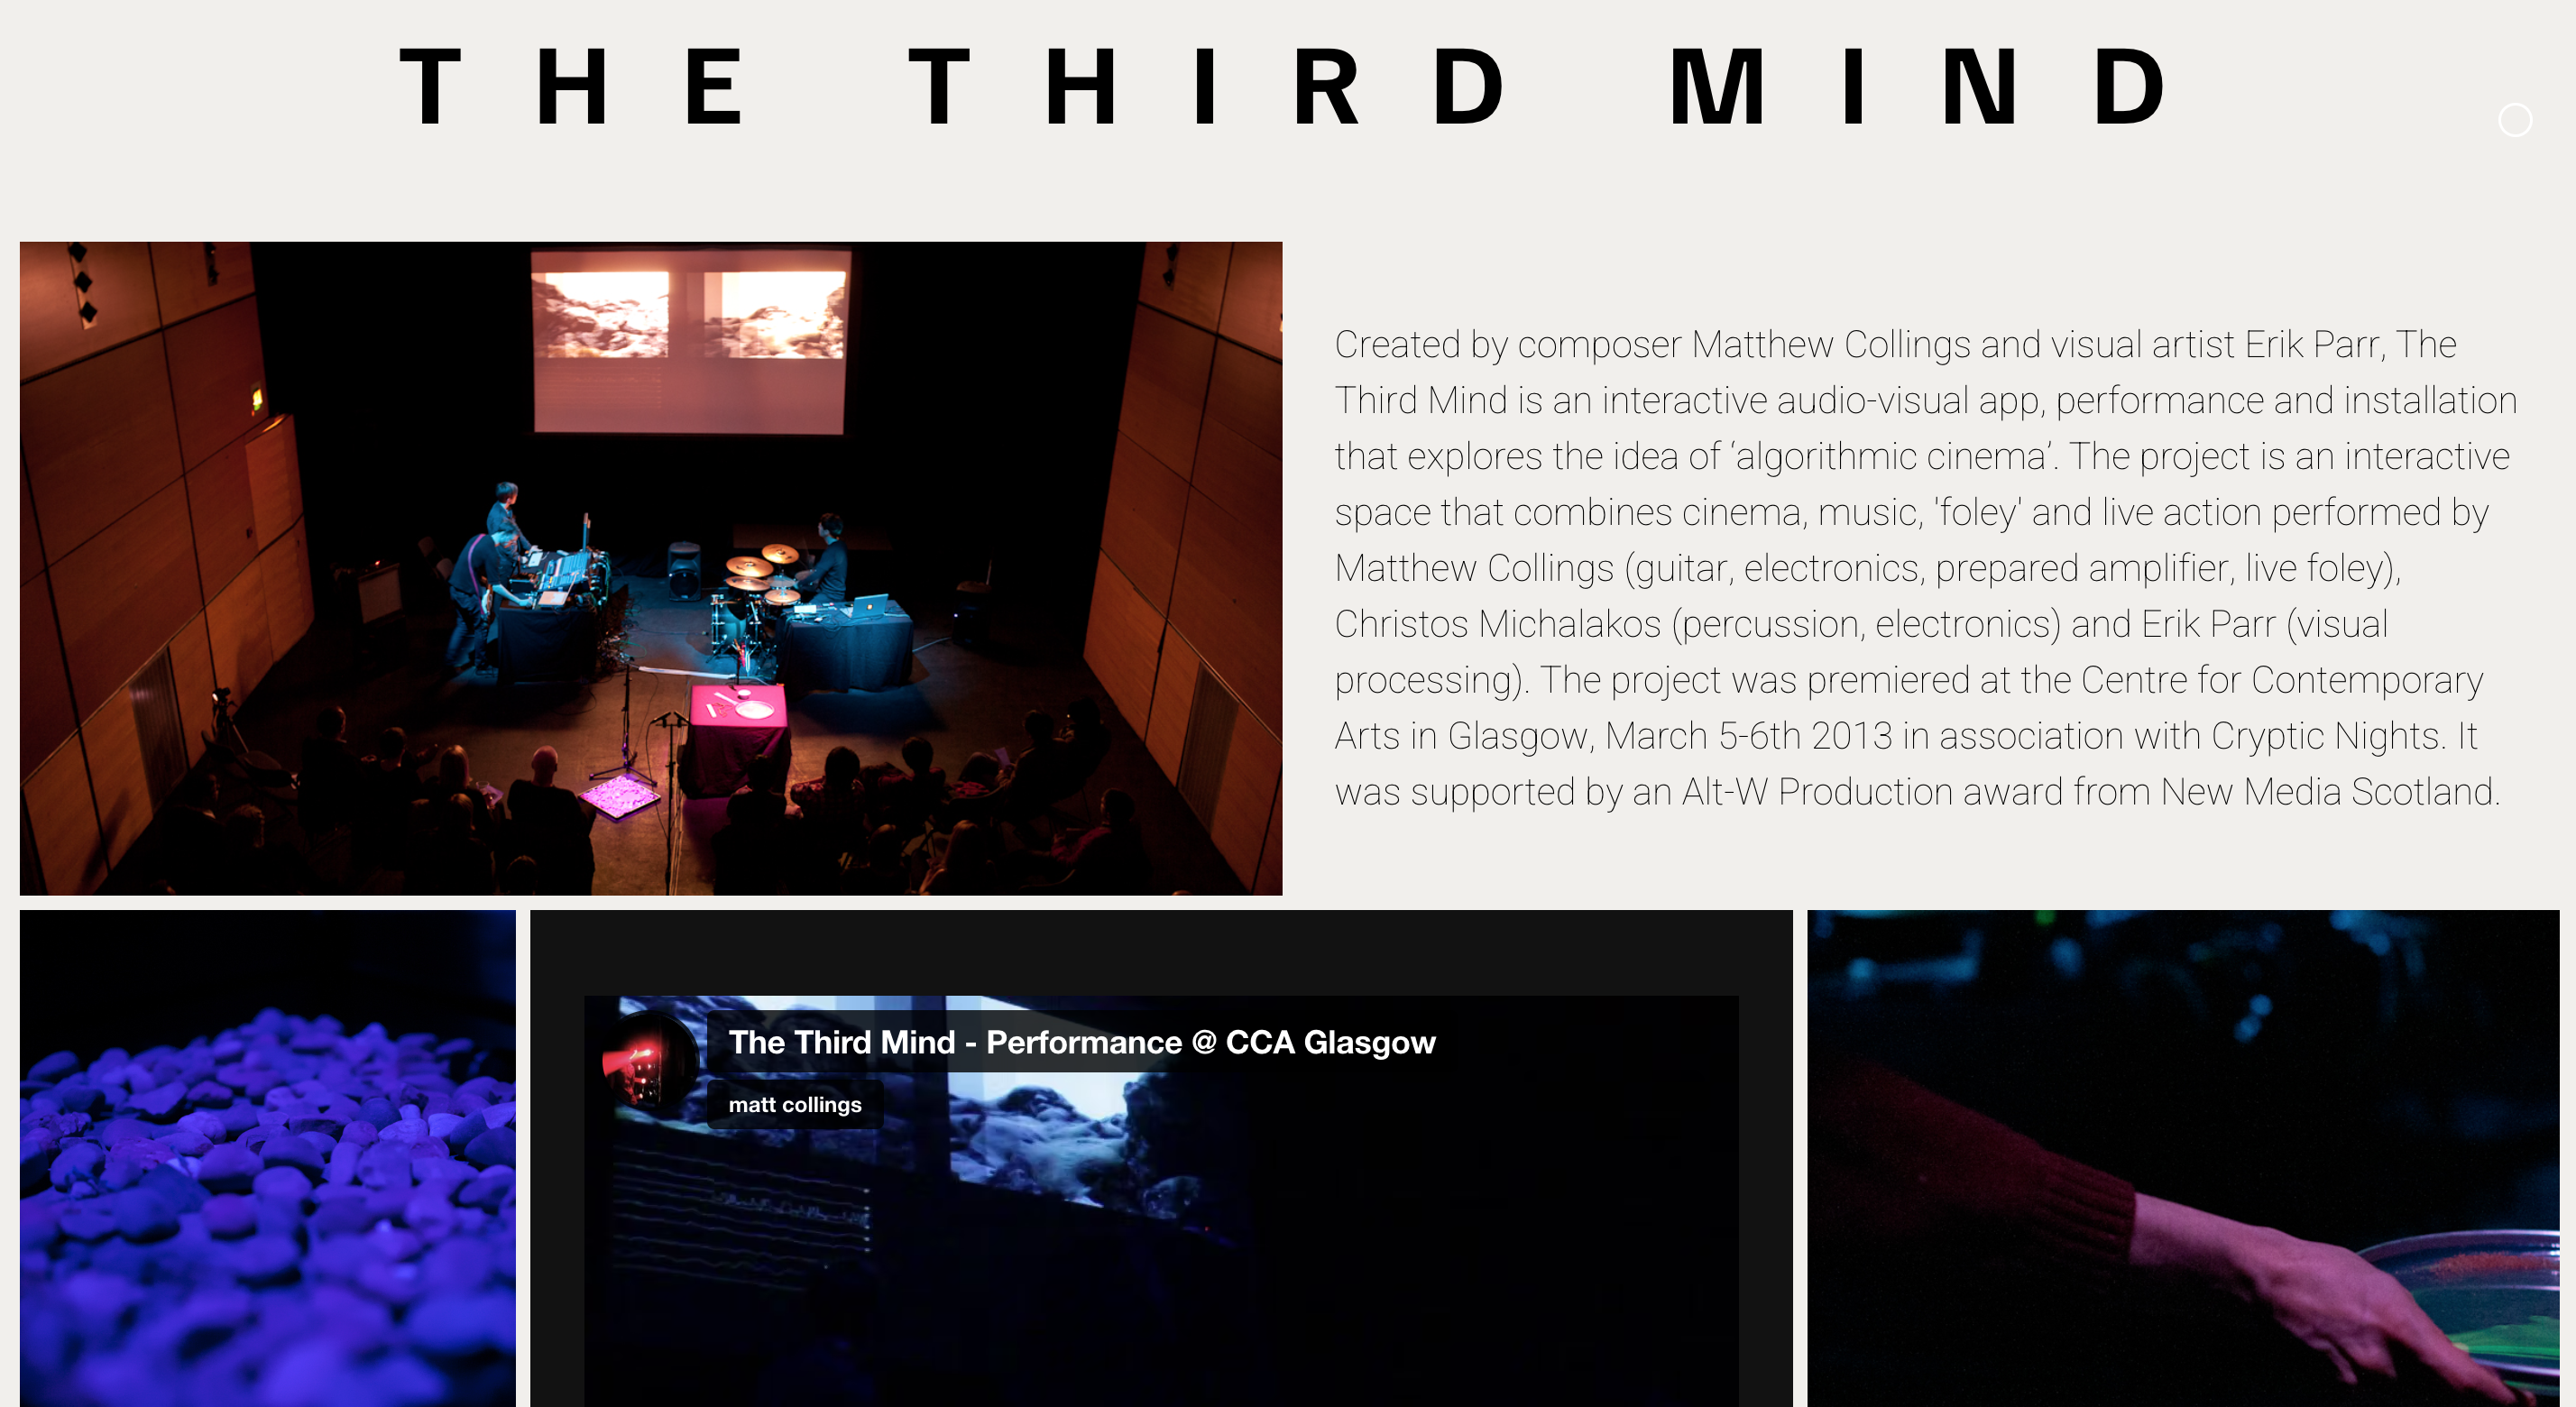 THE THIRD MIND
Created by composer Matthew Collings and visual artist Erik Parr, The
Third Mind is an interactive audio-visual app, performance and installation
that explores the idea of ‘algorithmic cinema’. The project is an interactive
space that combines cinema, music, 'foley' and live action performed by
Matthew Collings (guitar, electronics, prepared amplifier, live foley),
Christos Michalakos (percussion, electronics) and Erik Parr (visual
processing). The project was premiered at the Centre for Contemporary
Arts in Glasgow, March 5-6th 2013 in association with Cryptic Nights. It
was supported by an Alt-W Production award from New Media Scotland.
The Third Mind - Performance @ CCA Glasgow
matt collings